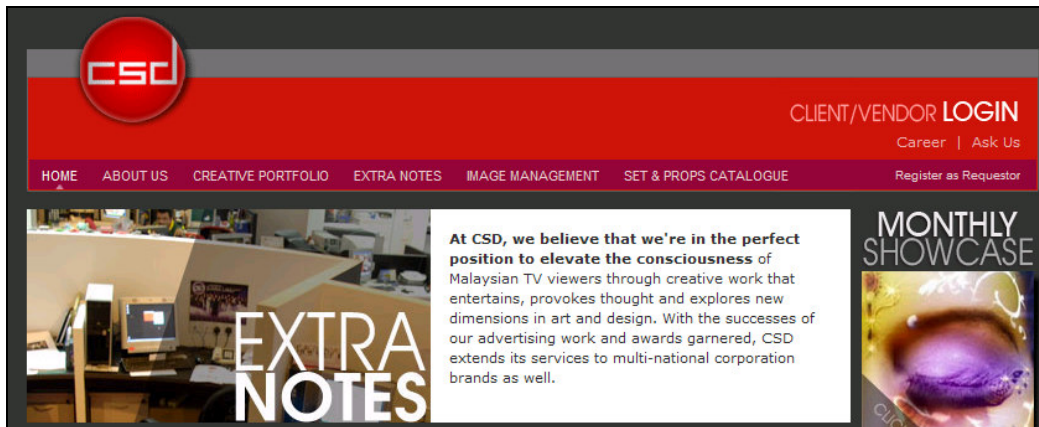 csd
CLIENT/VENDOR LOGIN
Career | Ask Us
HOME ABOUT US CREATIVE PORTFOLIO EXTRA NOTES IMAGE MANAGEMENT SET & PROPS CATALOGUE Register as Requestor
EXTRA
NOTES
At CSD, we believe that we're in the perfect
position to elevate the consciousness of
Malaysian TV viewers through creative work that
entertains, provokes thought and explores new
dimensions in art and design. With the successes of
our advertising work and awards garnered, CSD
extends its services to multi-national corporation
brands as well.
MONTHLY
SHOWCASE